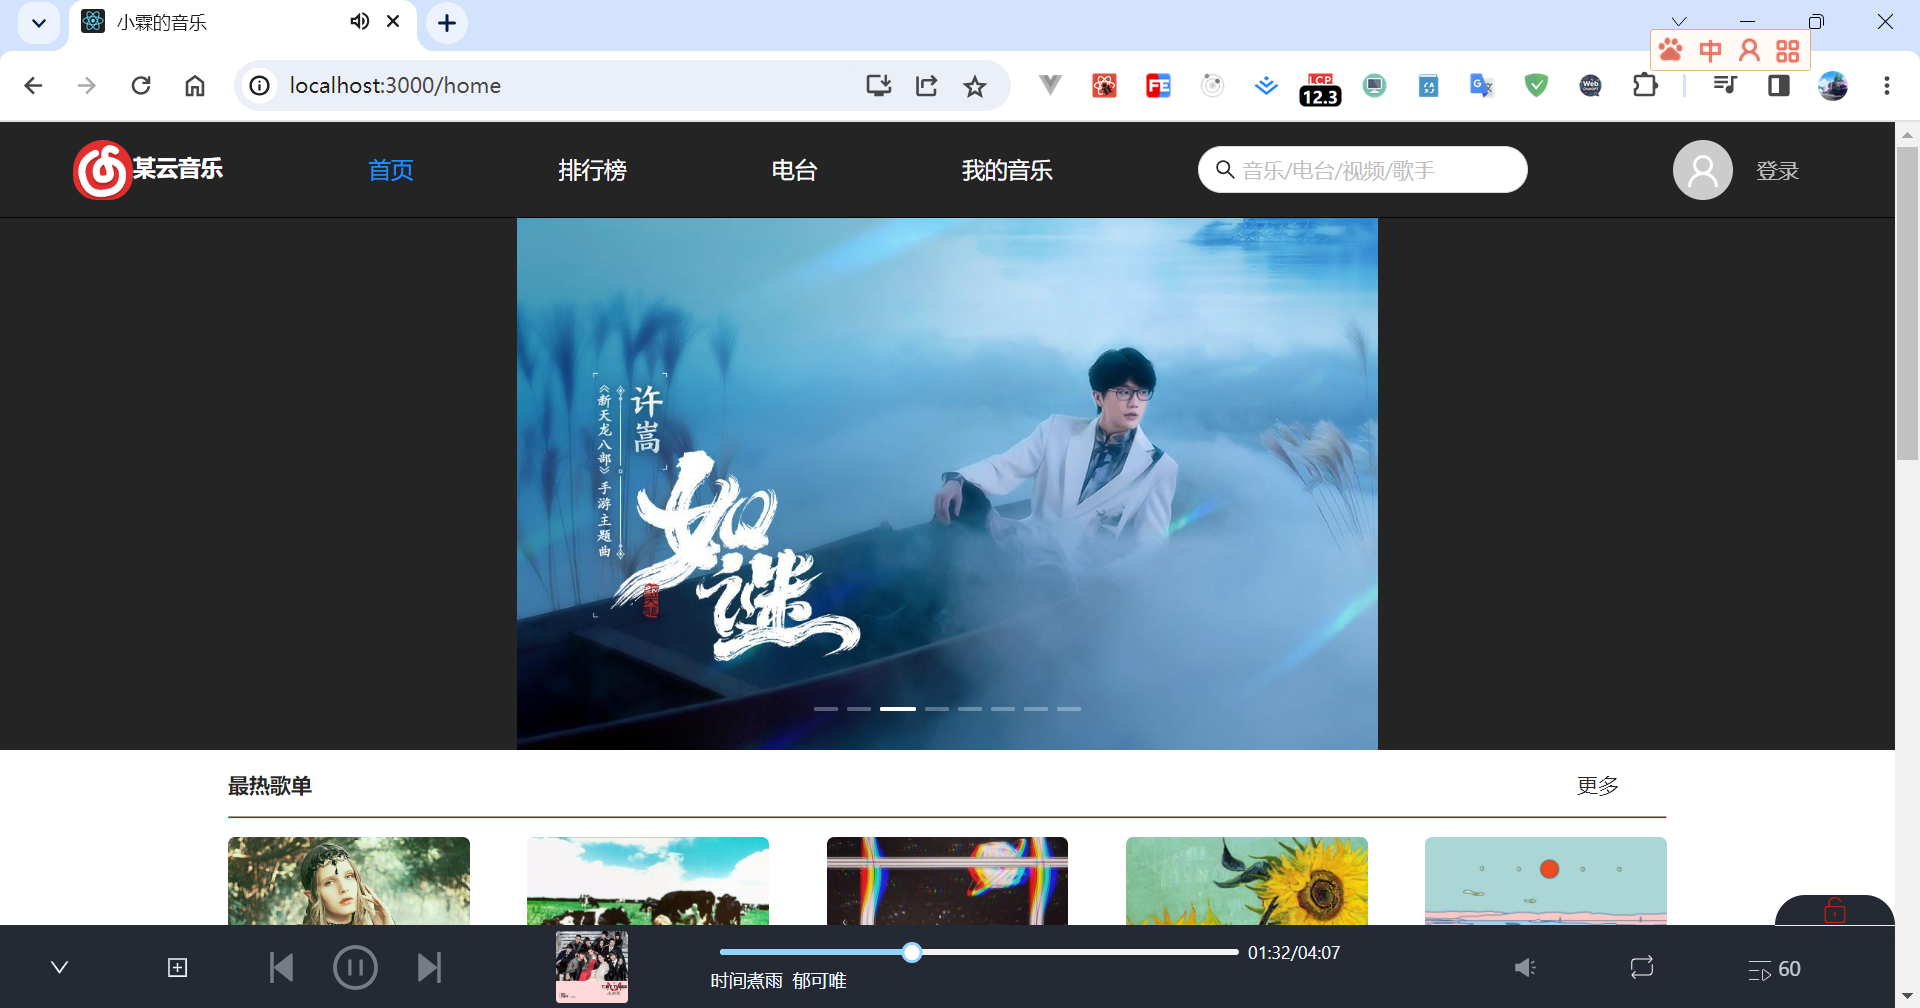 小霖的音乐
中
localhost:3000/home
LCP
12.3
FE
某云音乐
首页
排行榜
电台
我的音乐
音乐/电台/视频/歌手
登录
许嵩
《新天龙八部》手游主题曲
如谜
最热歌单
更多
01:32/04:07
时间煮雨 郁可唯
60